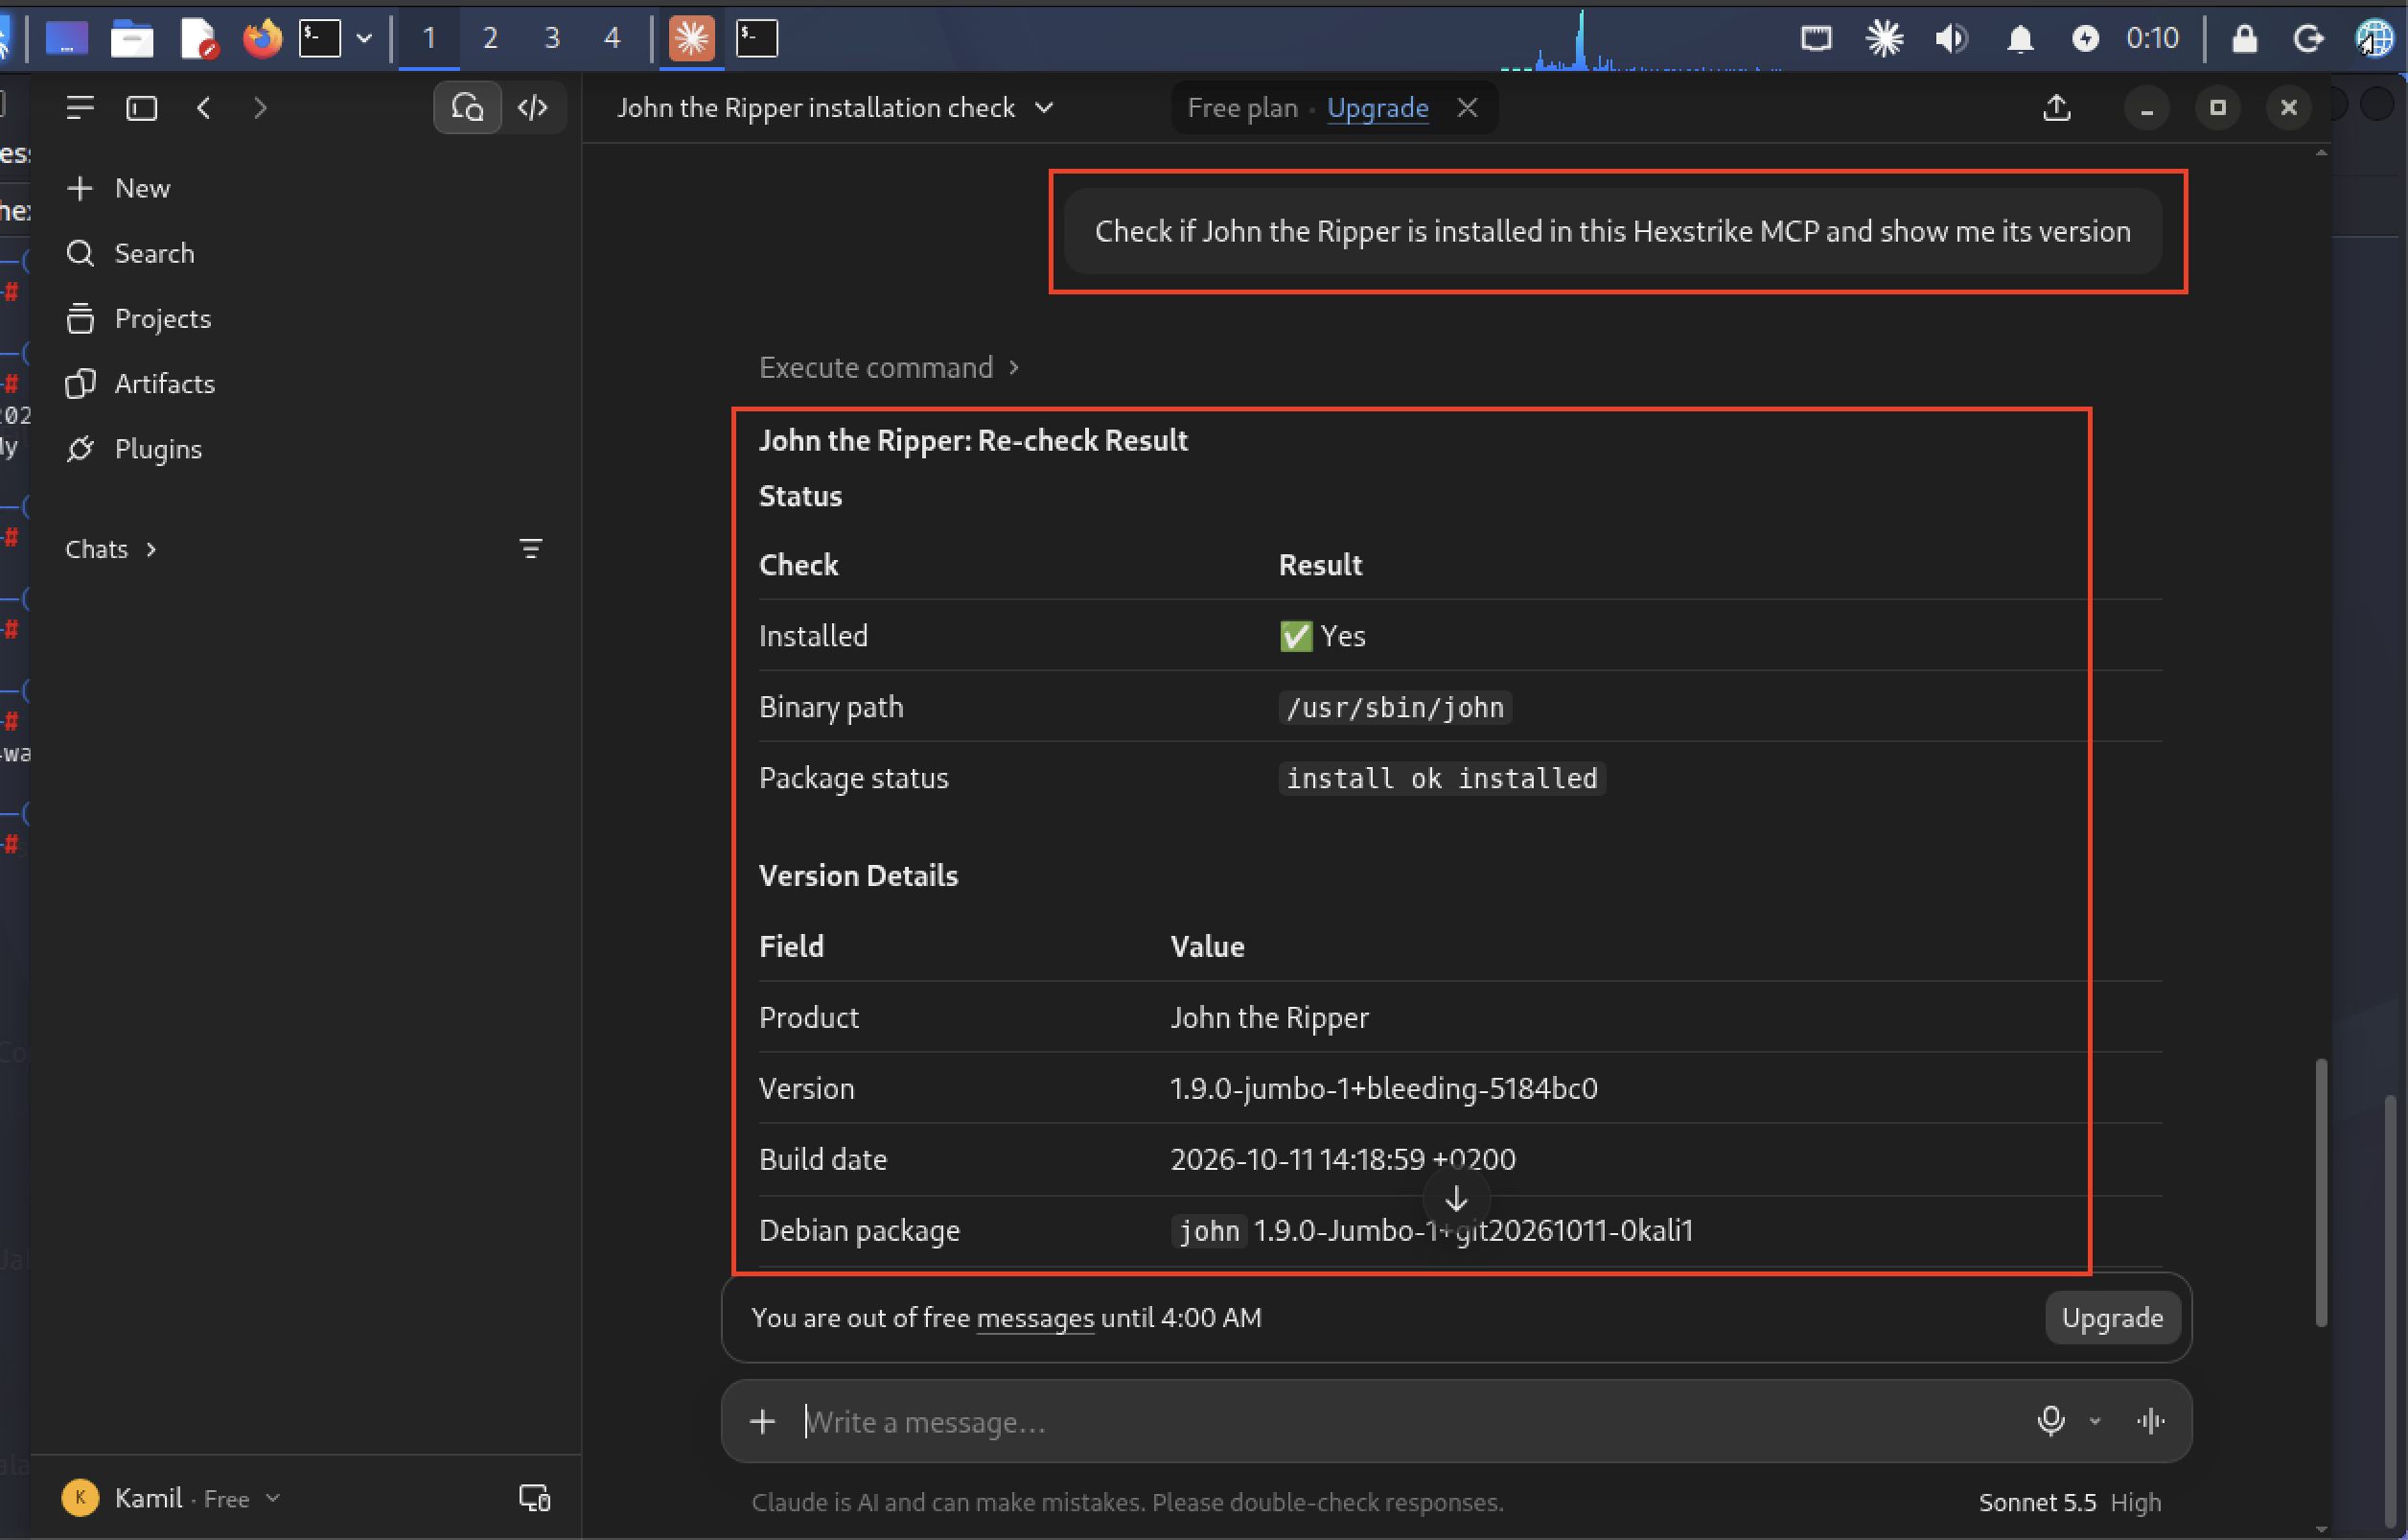 1
2
3
4
0:10
John the Ripper installation check
Free plan · Upgrade
New
Search
Projects
Artifacts
Plugins
Chats
Check if John the Ripper is installed in this Hexstrike MCP and show me its version
Execute command
John the Ripper: Re-check Result
Status
Check Result
Installed ✅ Yes
Binary path /usr/sbin/john
Package status install ok installed
Version Details
Field Value
Product John the Ripper
Version 1.9.0-jumbo-1+bleeding-5184bc0
Build date 2026-10-11 14:18:59 +0200
Debian package john 1.9.0-Jumbo-1+git20261011-0kali1
You are out of free messages until 4:00 AM
Upgrade
Write a message...
K
Kamil · Free
Claude is AI and can make mistakes. Please double-check responses.
Sonnet 5.5 High